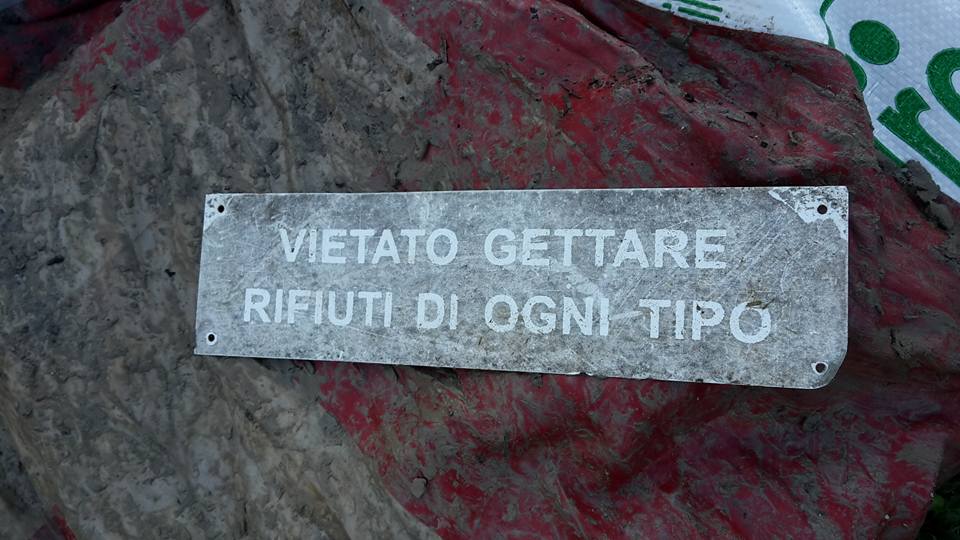 VIETATO GETTARE
RIFIUTI DI OGNI TIPO